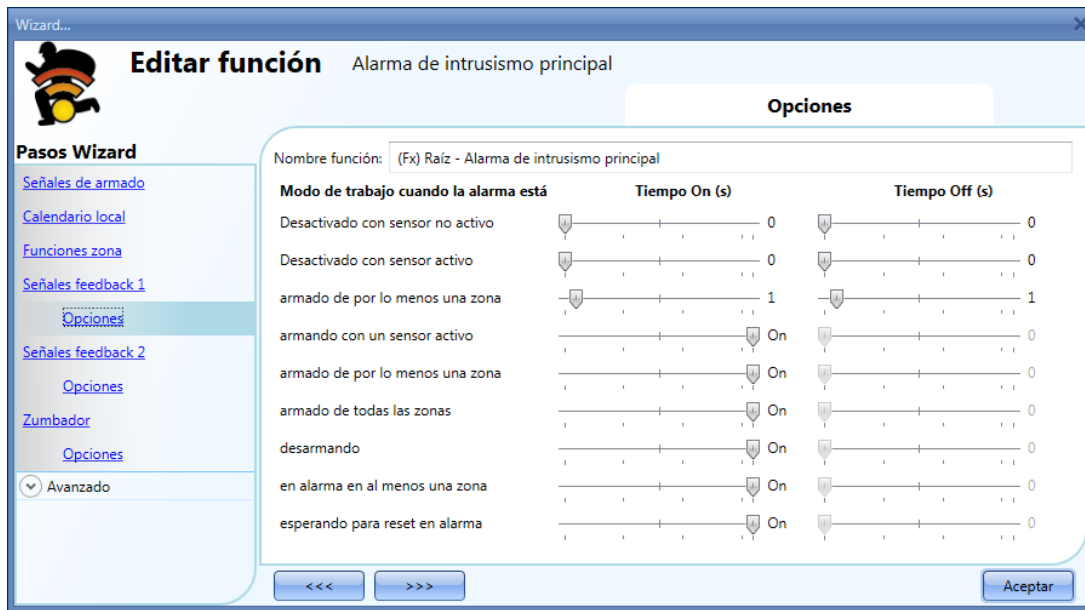 Wizard...
Editar función Alarma de intrusismo principal
Opciones
Pasos Wizard
Señales de armado
Calendario local
Funciones zona
Señales feedback 1
Opciones
Señales feedback 2
Opciones
Zumbador
Opciones
Avanzado
Nombre función: (Fx) Raíz - Alarma de intrusismo principal
Modo de trabajo cuando la alarma está Tiempo On (s) Tiempo Off (s)
Desactivado con sensor no activo 0 0
Desactivado con sensor activo 0 0
armado de por lo menos una zona 1 1
armando con un sensor activo On 0
armado de por lo menos una zona On 0
armado de todas las zonas On 0
desarmando On 0
en alarma en al menos una zona On 0
esperando para reset en alarma On 0
<<< >>> Aceptar